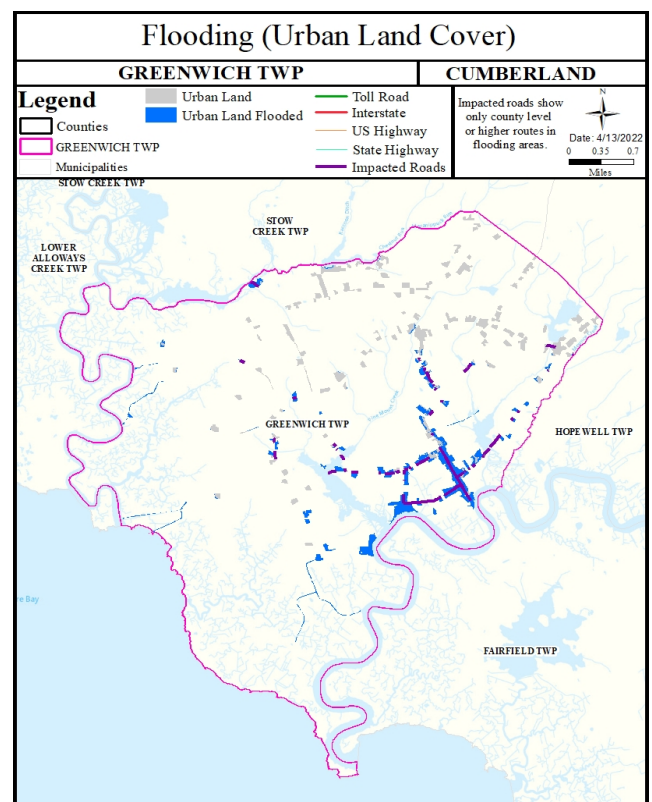 Flooding (Urban Land Cover)
GREENWICH TWP
CUMBERLAND
Legend
Counties
GREENWICH TWP
Municipalities
Urban Land
Urban Land Flooded
Toll Road
Interstate
US Highway
State Highway
Impacted Roads
Impacted roads show
only county level
or higher routes in
flooding areas.
N
Date: 4/13/2022
0 0.35 0.7
Miles
STOW CREEK TWP
STOW
CREEK TWP
LOWER
ALLOWAYS
CREEK TWP
GREENWICH TWP
HOPEWELL TWP
re Bay
FAIRFIELD TWP